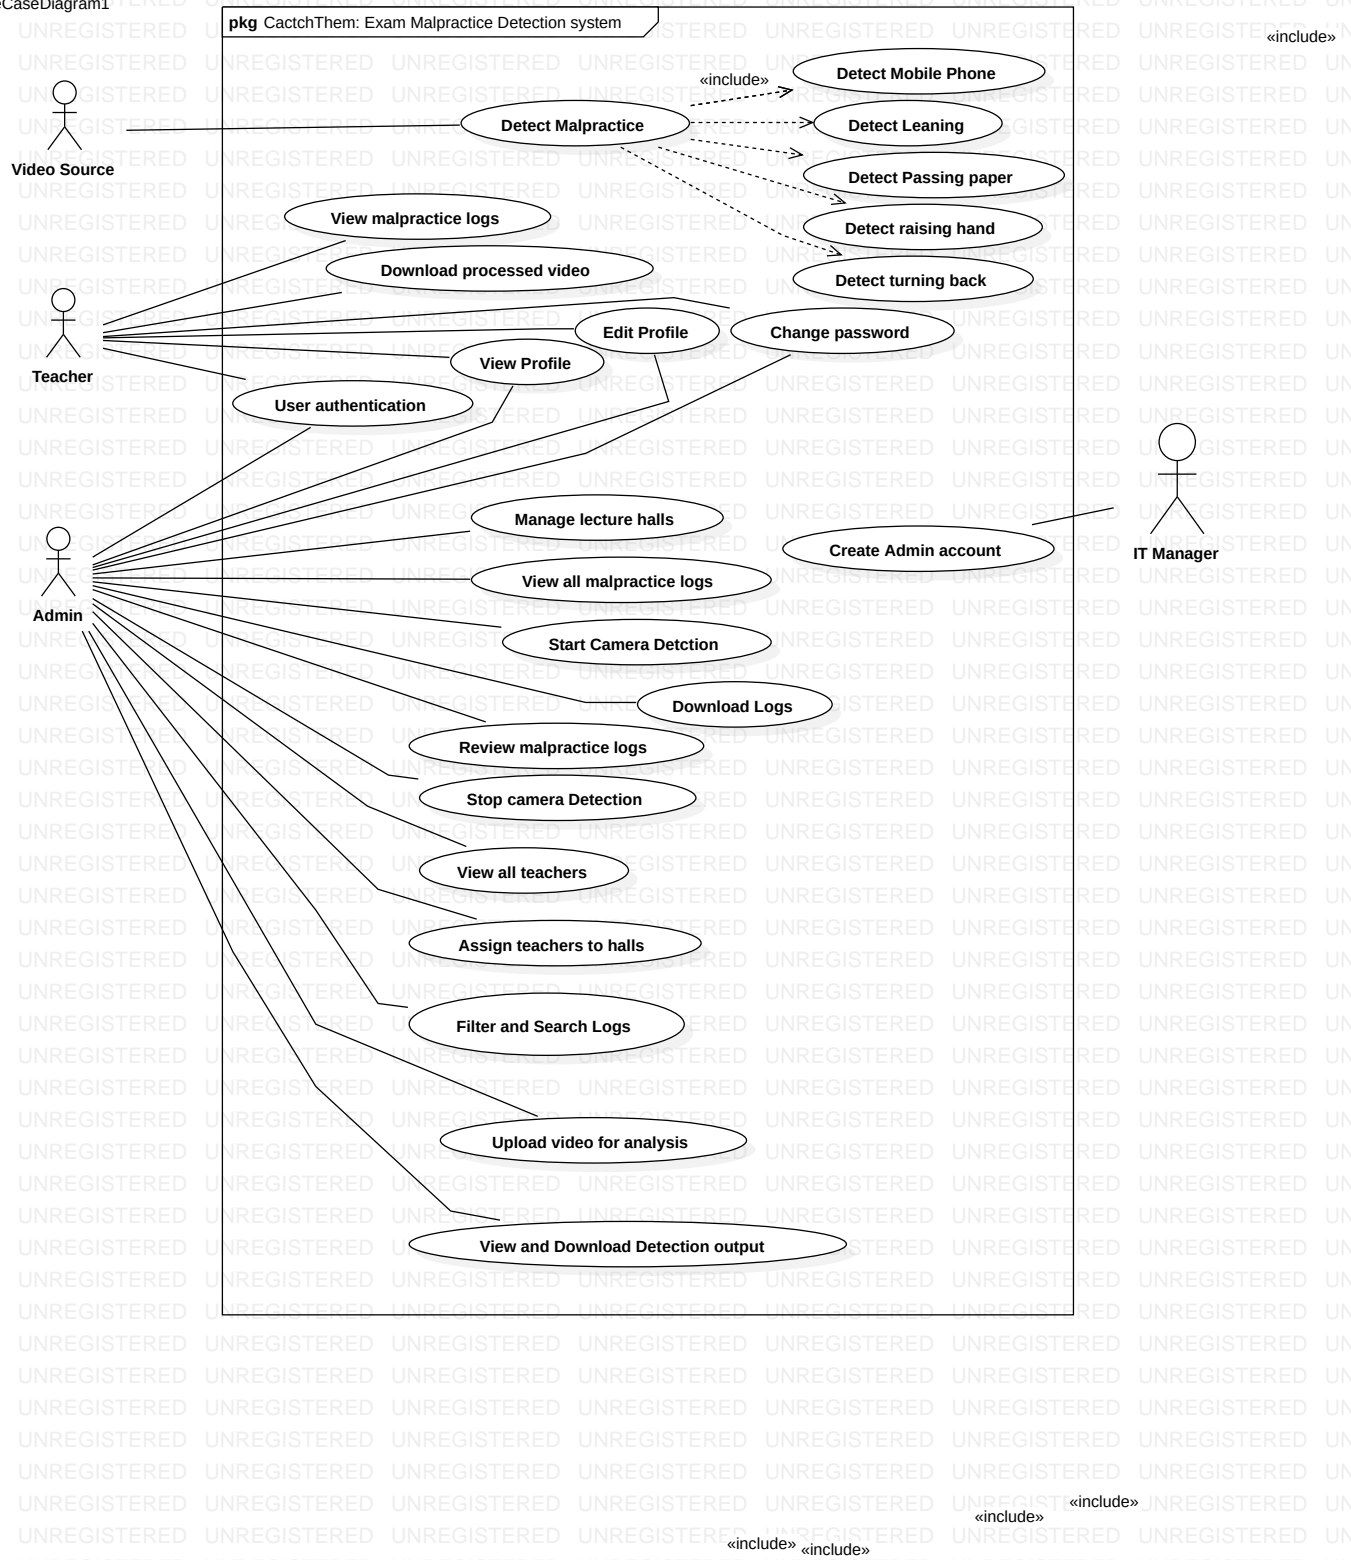 eCaseDiagram1
pkg CactchThem: Exam Malpractice Detection system
«include»
«include»
Detect Mobile Phone
Detect Malpractice
Detect Leaning
Video Source
Detect Passing paper
View malpractice logs
Detect raising hand
Download processed video
Detect turning back
Edit Profile
Change password
View Profile
Teacher
User authentication
Manage lecture halls
Create Admin account
IT Manager
View all malpractice logs
Admin
Start Camera Detction
Download Logs
Review malpractice logs
Stop camera Detection
View all teachers
Assign teachers to halls
Filter and Search Logs
Upload video for analysis
View and Download Detection output
«include»
«include»
«include»
«include»
UNREGISTERED